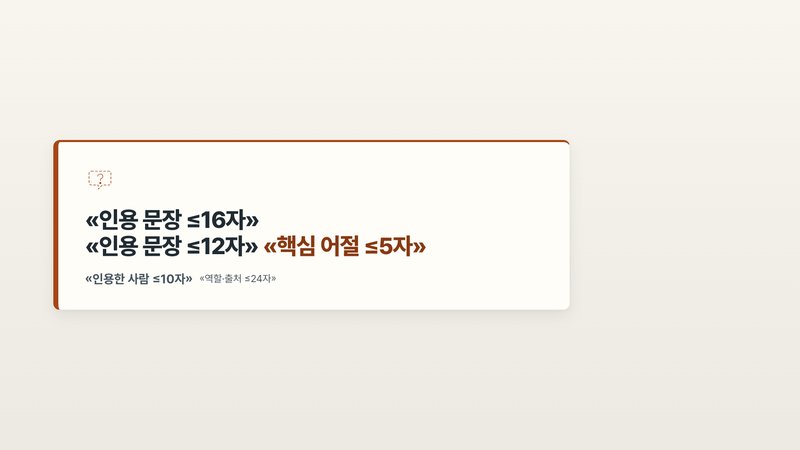 ?
«인용 문장 ≤16자»
«인용 문장 ≤12자» «핵심 어절 ≤5자»
«인용한 사람 ≤10자» «역할·출처 ≤24자»